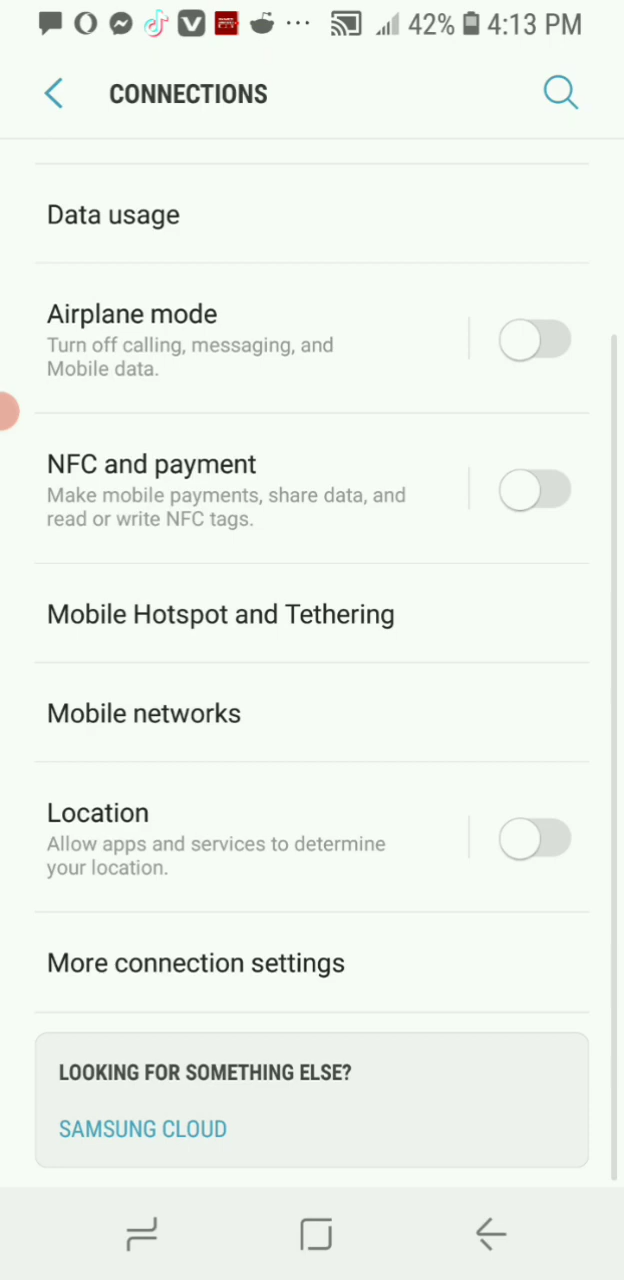 42% 4:13 PM
CONNECTIONS
Data usage
Airplane mode
Turn off calling, messaging, and
Mobile data.
NFC and payment
Make mobile payments, share data, and
read or write NFC tags.
Mobile Hotspot and Tethering
Mobile networks
Location
Allow apps and services to determine
your location.
More connection settings
LOOKING FOR SOMETHING ELSE?
SAMSUNG CLOUD